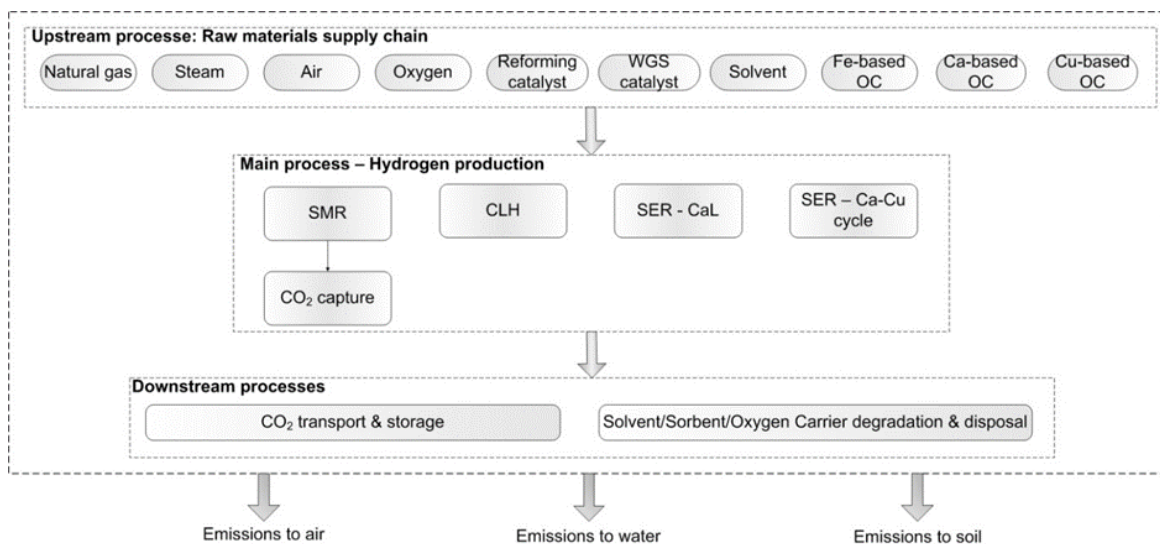 Upstream processe: Raw materials supply chain
Natural gas
Steam
Air
Oxygen
Reforming
catalyst
WGS
catalyst
Solvent
Fe-based
OC
Ca-based
OC
Cu-based
OC
Main process – Hydrogen production
SMR
CLH
SER - CaL
SER – Ca-Cu
cycle
CO₂ capture
Downstream processes
CO₂ transport & storage
Solvent/Sorbent/Oxygen Carrier degradation & disposal
Emissions to air
Emissions to water
Emissions to soil